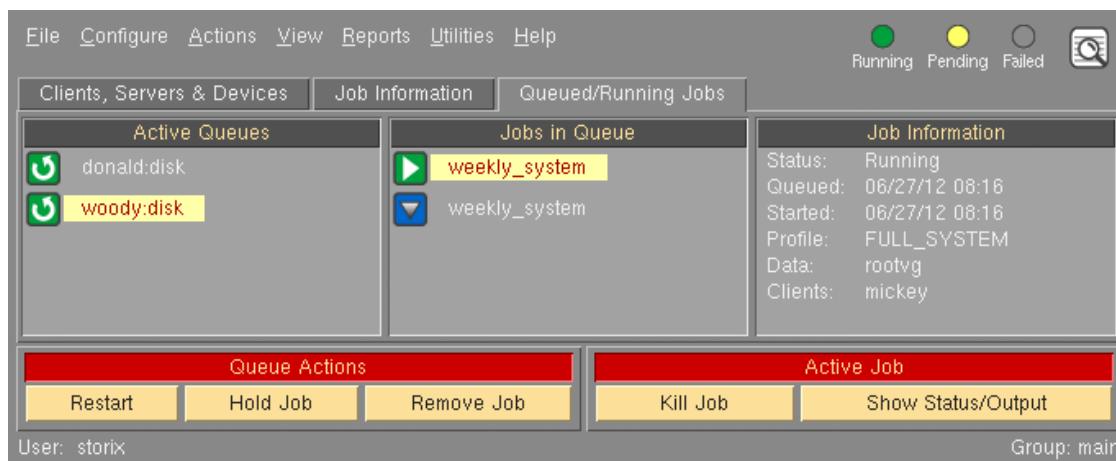 File Configure Actions View Reports Utilities Help
Running Pending Failed
Clients, Servers & Devices Job Information Queued/Running Jobs
Active Queues
donald:disk
woody:disk
Jobs in Queue
weekly_system
weekly_system
Job Information
Status: Running
Queued: 06/27/12 08:16
Started: 06/27/12 08:16
Profile: FULL_SYSTEM
Data: rootvg
Clients: mickey
Queue Actions
Restart Hold Job Remove Job
Active Job
Kill Job Show Status/Output
User: storix
Group: main